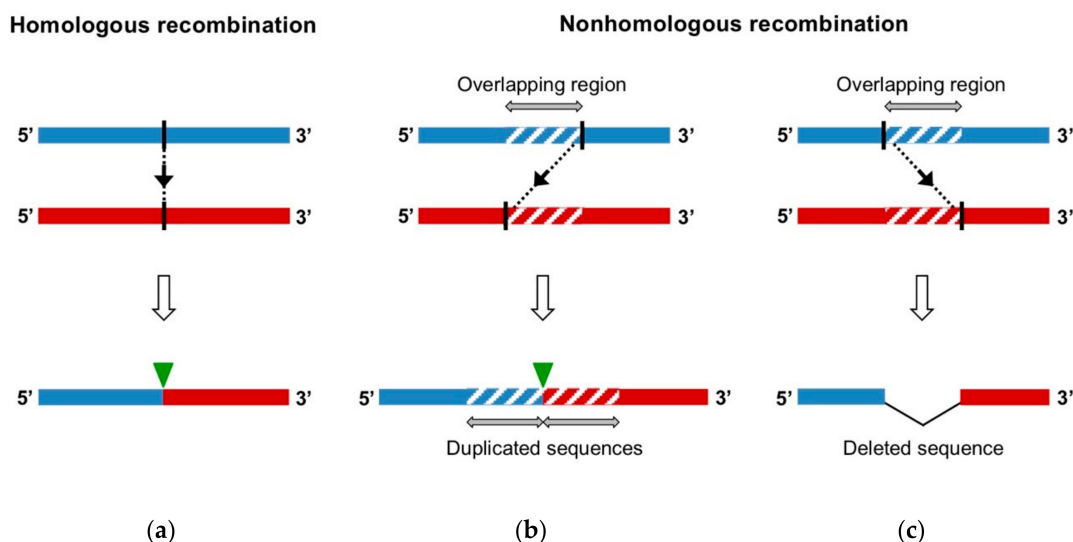 Homologous recombination
Nonhomologous recombination
Overlapping region
Overlapping region
5’ 3’ 5’ 3’ 5’ 3’
5’ 3’ 5’ 3’ 5’ 3’
5’ 3’ 5’ 3’ 5’ 3’
Duplicated sequences
Deleted sequence
(a) (b) (c)